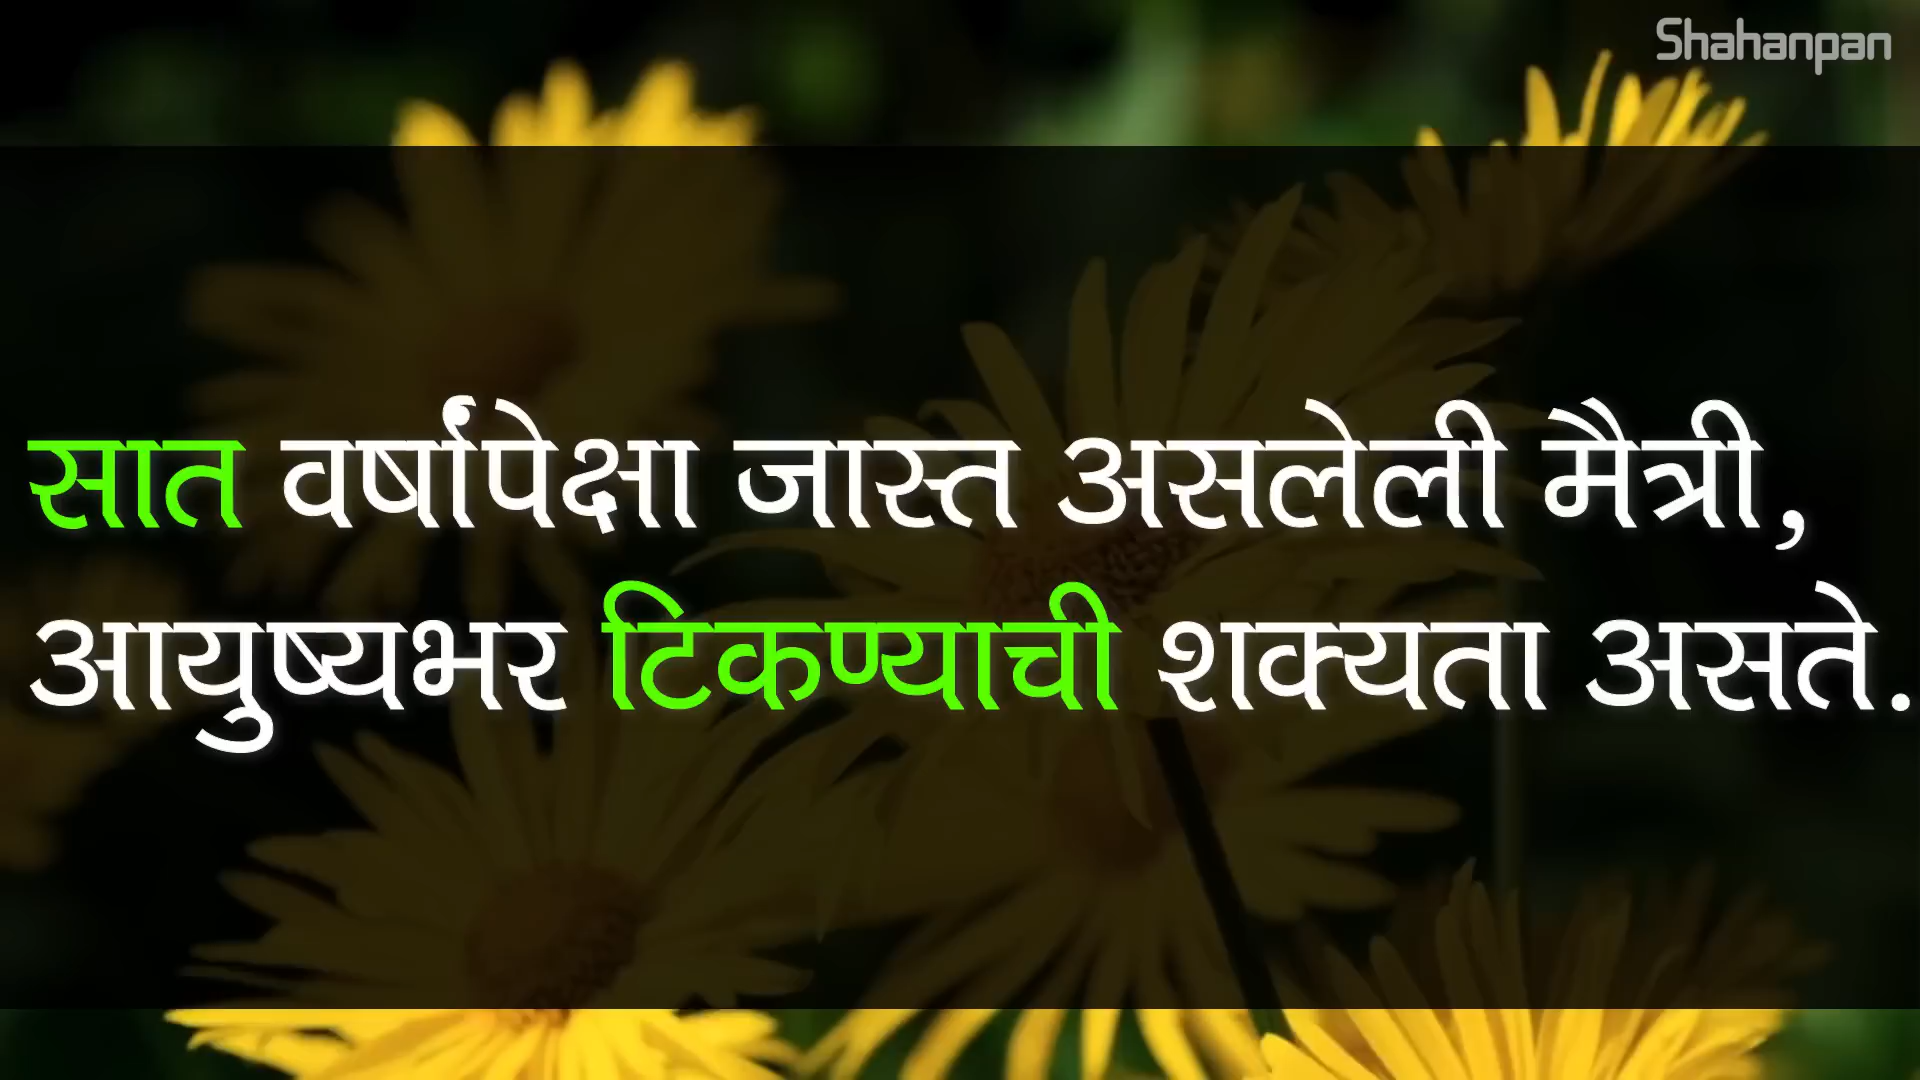 Shahanpan
सात वर्षांपेक्षा जास्त असलेली मैत्री,
आयुष्यभर टिकण्याची शक्यता असते.